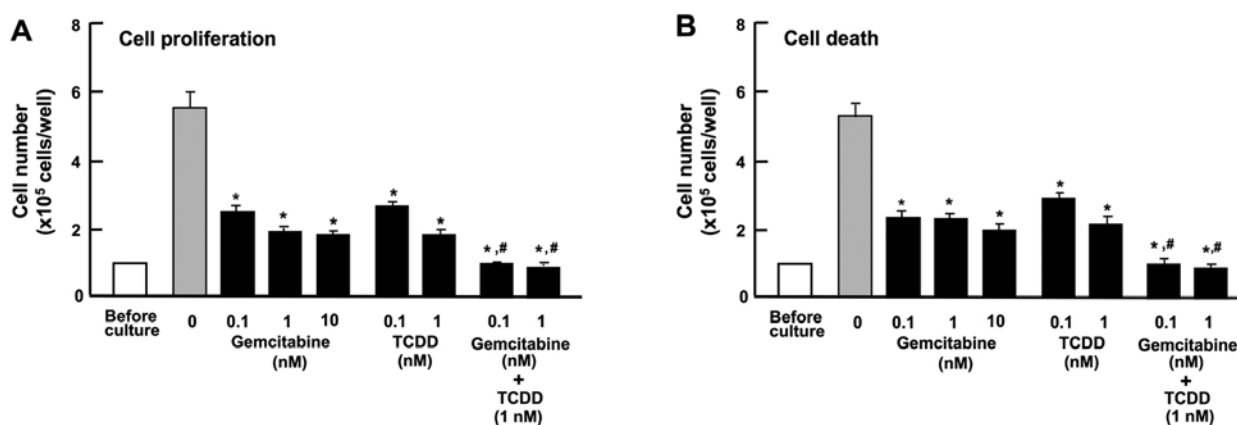 A
Cell proliferation
Cell number
(x10⁵ cells/well)
8
6
4
2
0
*
*
*
*
*
*,#
*,#
Before
culture
0
0.1 1 10
Gemcitabine
(nM)
0.1 1
TCDD
(nM)
0.1 1
Gemcitabine
(nM)
+
TCDD
(1 nM)
B
Cell death
Cell number
(x10⁵ cells/well)
8
6
4
2
0
*
*
*
*
*
*,#
*,#
Before
culture
0
0.1 1 10
Gemcitabine
(nM)
0.1 1
TCDD
(nM)
0.1 1
Gemcitabine
(nM)
+
TCDD
(1 nM)